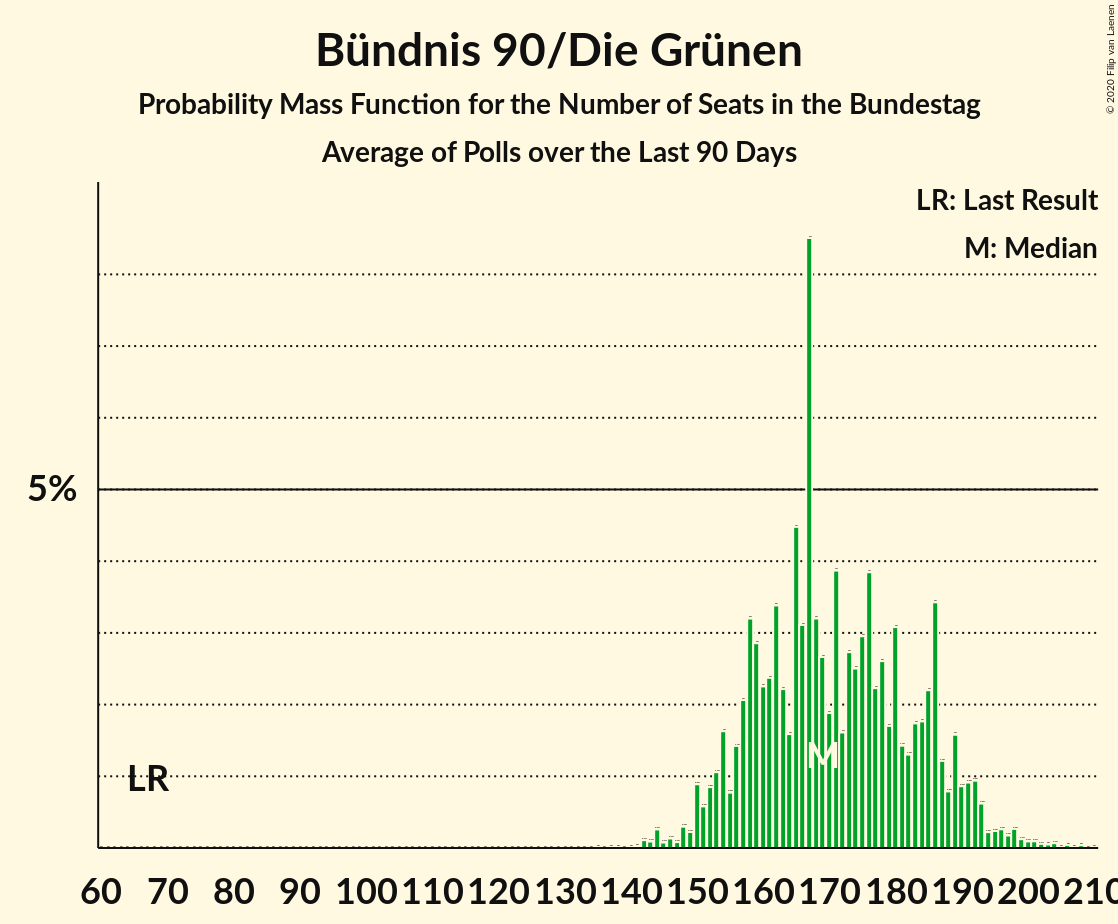 Bündnis 90/Die Grünen
Probability Mass Function for the Number of Seats in the Bundestag
Average of Polls over the Last 90 Days
© 2020 Filip van Laenen
LR: Last Result
M: Median
5%
LR
M
60 70 80 90 100 110 120 130 140 150 160 170 180 190 200 210